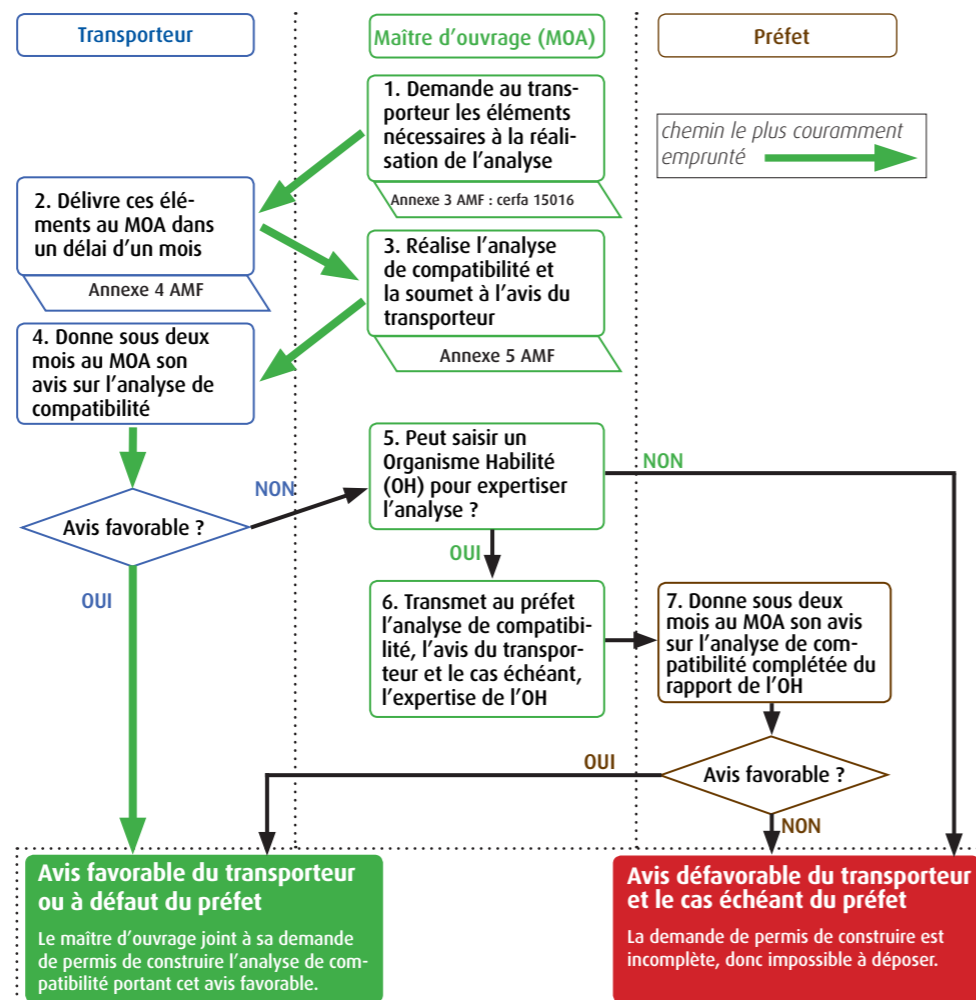 Transporteur
Maître d'ouvrage (MOA)
Préfet
1. Demande au trans-
porteur les éléments
nécessaires à la réali-
sation de l'analyse
Annexe 3 AMF : cerfa 15016
chemin le plus couramment
emprunté
2. Délivre ces élé-
ments au MOA dans
un délai d'un mois
Annexe 4 AMF
3. Réalise l'analyse
de compatibilité et
la soumet à l'avis du
transporteur
Annexe 5 AMF
4. Donne sous deux
mois au MOA son
avis sur l'analyse de
compatibilité
Avis favorable ?
NON
OUI
5. Peut saisir un
Organisme Habilité
(OH) pour expertiser
l'analyse ?
NON
OUI
6. Transmet au préfet
l'analyse de compatibi-
lité, l'avis du transpor-
teur et le cas échéant,
l'expertise de l'OH
7. Donne sous deux
mois au MOA son avis
sur l'analyse de com-
patibilité complétée du
rapport de l'OH
Avis favorable ?
OUI
NON
Avis favorable du transporteur
ou à défaut du préfet
Le maître d'ouvrage joint à sa demande
de permis de construire l'analyse de com-
patibilité portant cet avis favorable.
Avis défavorable du transporteur
et le cas échéant du préfet
La demande de permis de construire est
incomplète, donc impossible à déposer.